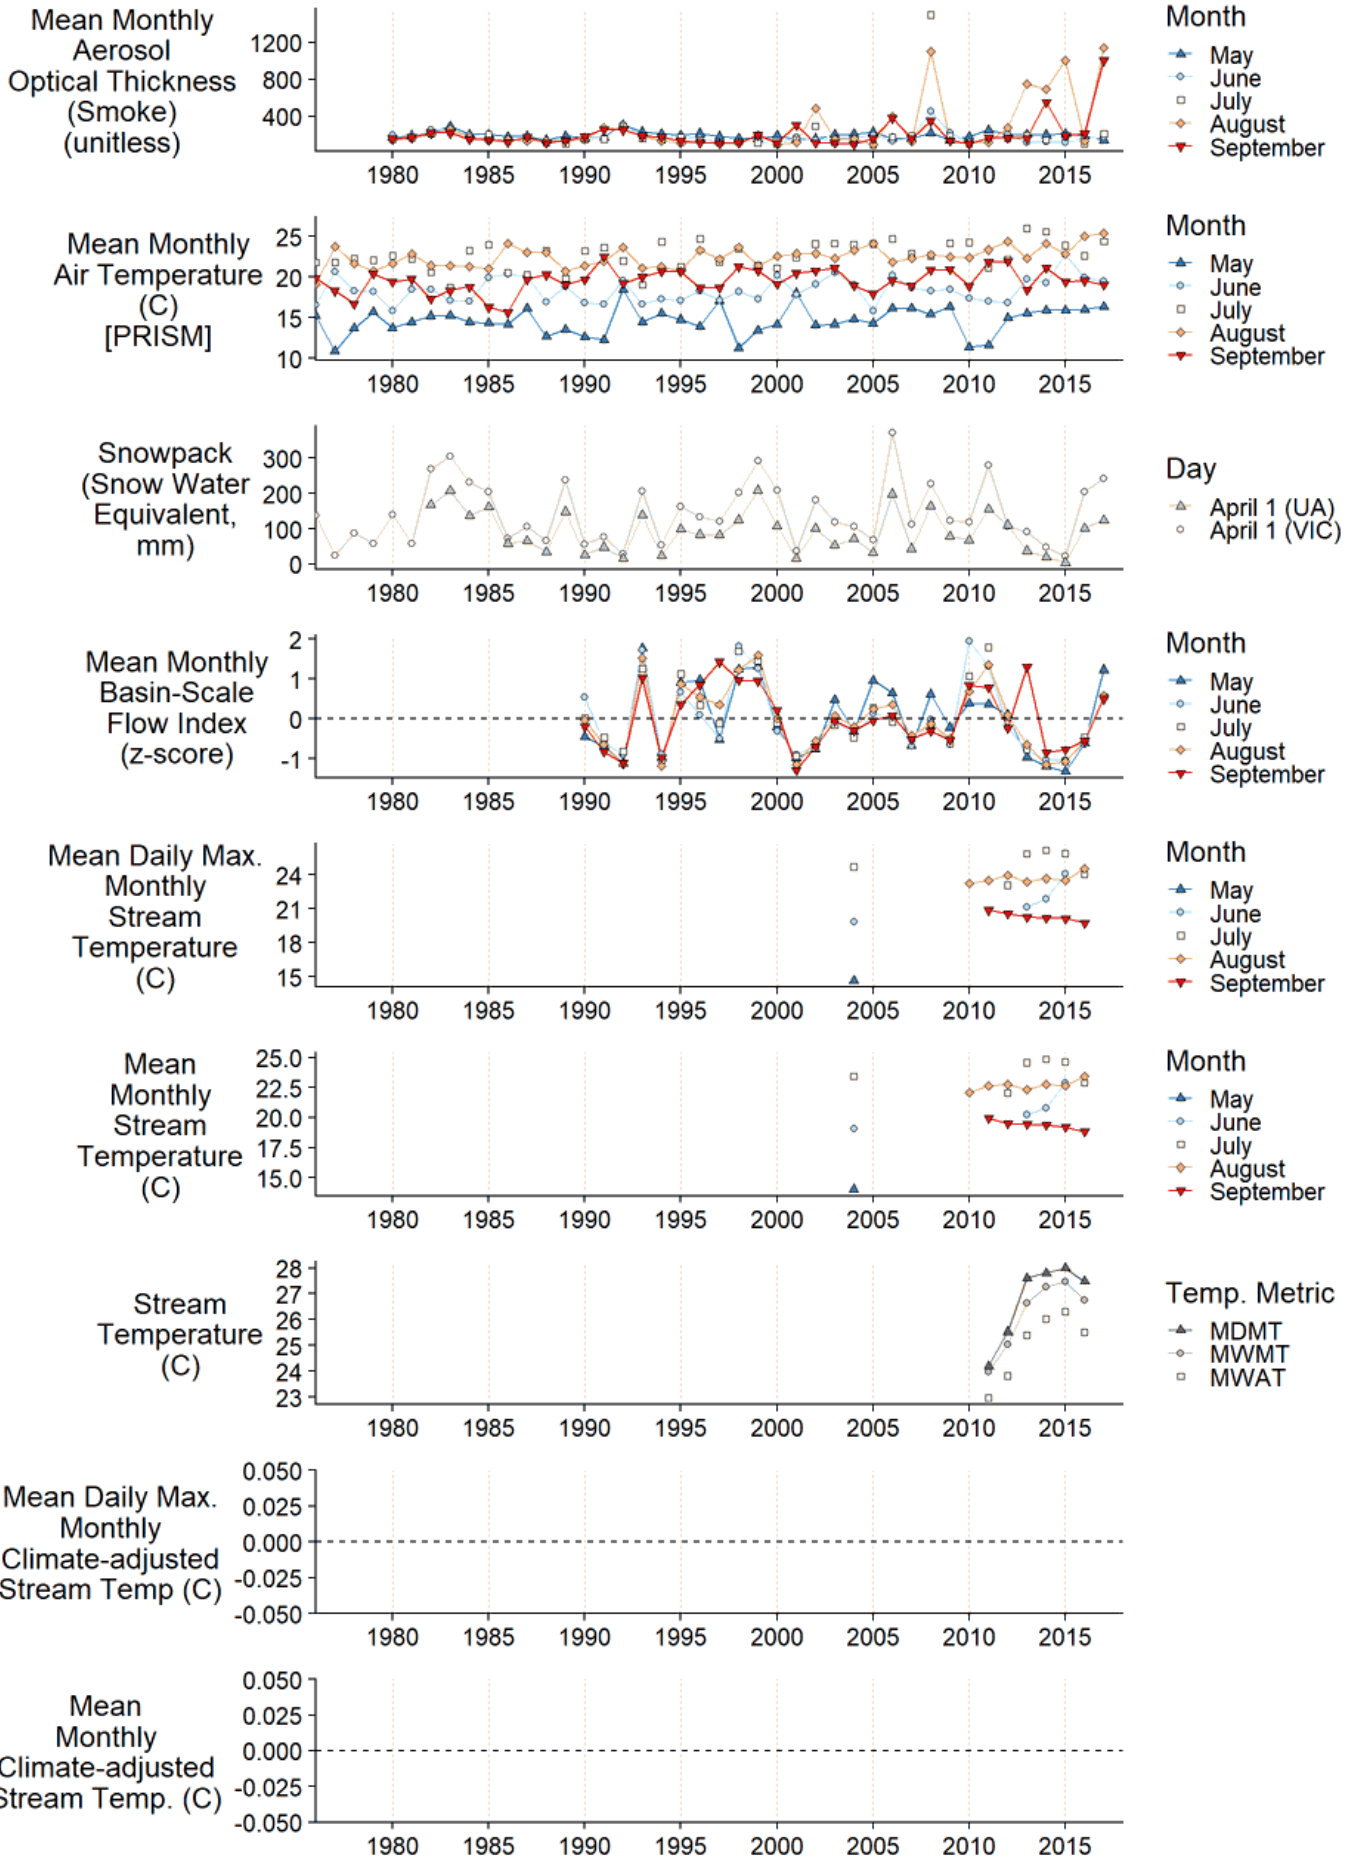 Mean Monthly
Aerosol
Optical Thickness
(Smoke)
(unitless)
1200
800
400
1980 1985 1990 1995 2000 2005 2010 2015
Month
May
June
July
August
September
Mean Monthly
Air Temperature
(C)
[PRISM]
25
20
15
10
1980 1985 1990 1995 2000 2005 2010 2015
Month
May
June
July
August
September
Snowpack
(Snow Water
Equivalent,
mm)
300
200
100
0
1980 1985 1990 1995 2000 2005 2010 2015
Day
April 1 (UA)
April 1 (VIC)
Mean Monthly
Basin-Scale
Flow Index
(z-score)
2
1
0
-1
1980 1985 1990 1995 2000 2005 2010 2015
Month
May
June
July
August
September
Mean Daily Max.
Monthly
Stream
Temperature
(C)
24
21
18
15
1980 1985 1990 1995 2000 2005 2010 2015
Month
May
June
July
August
September
Mean
Monthly
Stream
Temperature
(C)
25.0
22.5
20.0
17.5
15.0
1980 1985 1990 1995 2000 2005 2010 2015
Month
May
June
July
August
September
Stream
Temperature
(C)
28
27
26
25
24
23
1980 1985 1990 1995 2000 2005 2010 2015
Temp. Metric
MDMT
MWMT
MWAT
Mean Daily Max.
Monthly
Climate-adjusted
Stream Temp (C)
0.050
0.025
0.000
-0.025
-0.050
1980 1985 1990 1995 2000 2005 2010 2015
Mean
Monthly
Climate-adjusted
Stream Temp. (C)
0.050
0.025
0.000
-0.025
-0.050
1980 1985 1990 1995 2000 2005 2010 2015